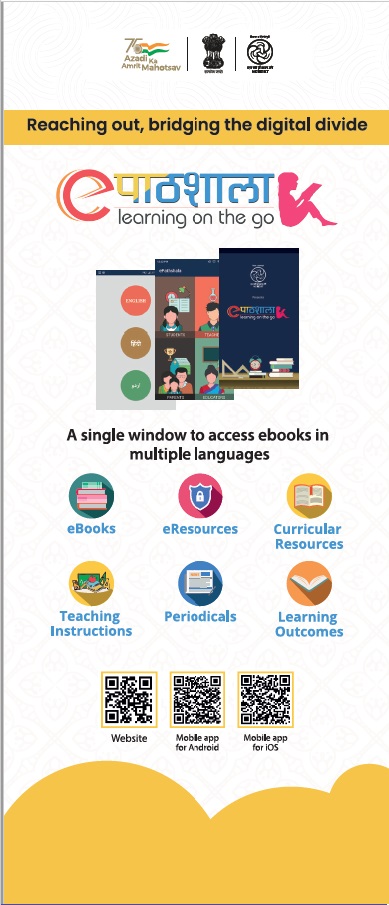 75
Azadi Ka
Amrit Mahotsav
Reaching out, bridging the digital divide
eपाठशाला
learning on the go
ePathshala
ENGLISH
हिंदी
اردو
STUDENTS
PARENTS
EDUCATORS
eपाठशाला
learning on the go
A single window to access ebooks in
multiple languages
eBooks
eResources
Curricular
Resources
Teaching
Instructions
Periodicals
Learning
Outcomes
Website
Mobile app
for Android
Mobile app
for iOS